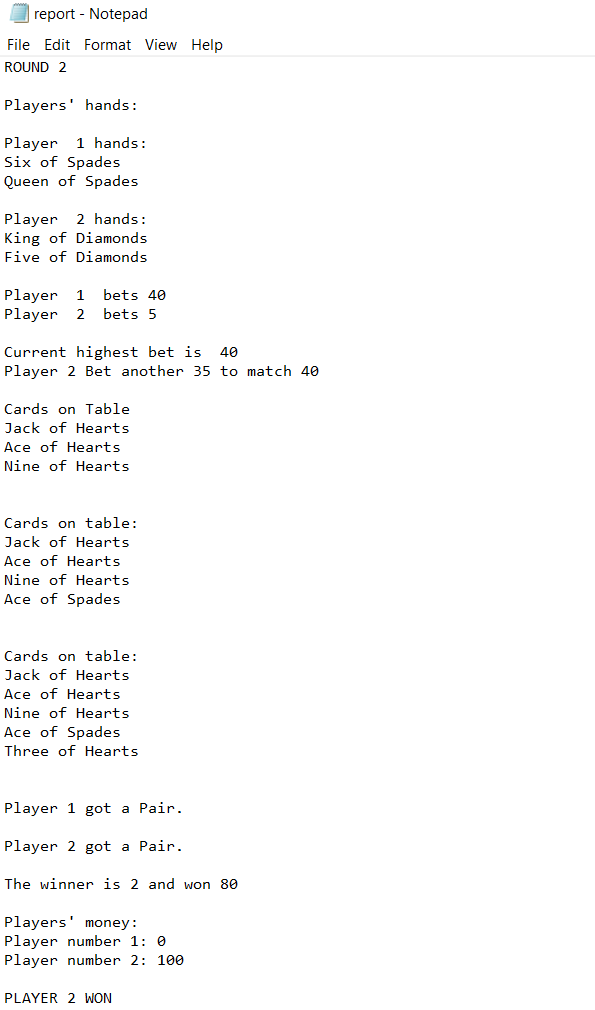 report - Notepad
File Edit Format View Help
ROUND 2
Players' hands:
Player  1 hands:
Six of Spades
Queen of Spades
Player  2 hands:
King of Diamonds
Five of Diamonds
Player  1  bets 40
Player  2  bets 5
Current highest bet is  40
Player 2 Bet another 35 to match 40
Cards on Table
Jack of Hearts
Ace of Hearts
Nine of Hearts
Cards on table:
Jack of Hearts
Ace of Hearts
Nine of Hearts
Ace of Spades
Cards on table:
Jack of Hearts
Ace of Hearts
Nine of Hearts
Ace of Spades
Three of Hearts
Player 1 got a Pair.
Player 2 got a Pair.
The winner is 2 and won 80
Players' money:
Player number 1: 0
Player number 2: 100
PLAYER 2 WON